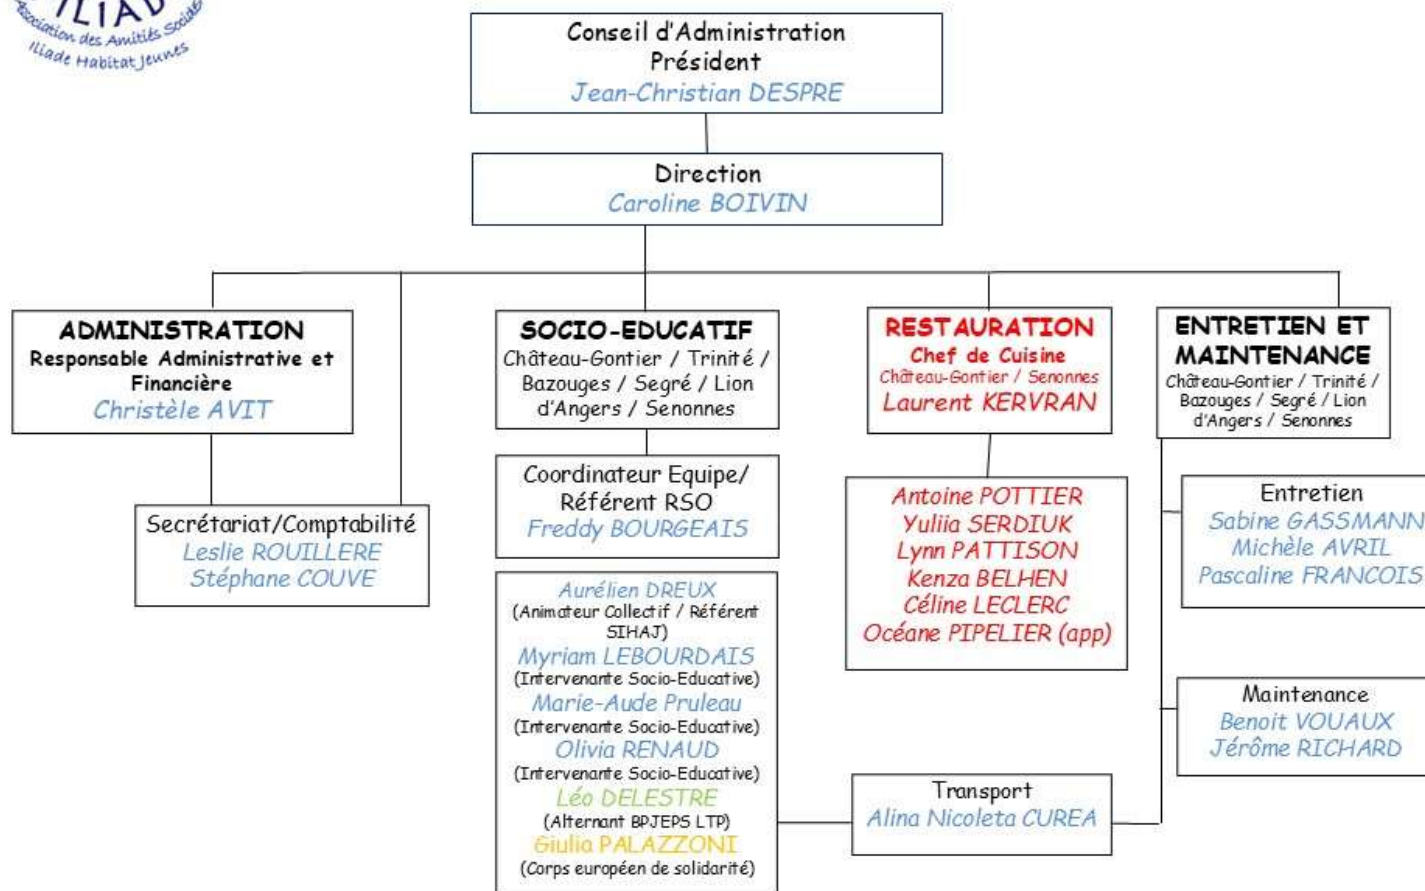 ILIADE
Association des Amitiés Sociales
Iliade Habitat Jeunes
Conseil d'Administration
Président
Jean-Christian DESPRE
Direction
Caroline BOIVIN
ADMINISTRATION
Responsable Administrative et
Financière
Christèle AVIT
Secrétariat/Comptabilité
Leslie ROUILLERE
Stéphane COUVE
SOCIO-EDUCATIF
Château-Gontier / Trinité /
Bazouges / Segré / Lion
d'Angers / Senonnes
Coordinateur Equipe/
Référent RSO
Freddy BOURGEAIS
Aurélien DREUX
(Animateur Collectif / Référent
SIHAJ)
Myriam LEBOURDAIS
(Intervenante Socio-Educative)
Marie-Aude Pruleau
(Intervenante Socio-Educative)
Olivia RENAUD
(Intervenante Socio-Educative)
Léo DELESTRE
(Alternant BPJEPS LTP)
Giulia PALAZZONI
(Corps européen de solidarité)
RESTAURATION
Chef de Cuisine
Château-Gontier / Senonnes
Laurent KERVRAN
Antoine POTTIER
Yuliia SERDIUK
Lynn PATTISON
Kenza BELHEN
Céline LECLERC
Océane PIPELIER (app)
ENTRETIEN ET
MAINTENANCE
Château-Gontier / Trinité /
Bazouges / Segré / Lion
d'Angers / Senonnes
Entretien
Sabine GASSMANN
Michèle AVRIL
Pascaline FRANCOIS
Maintenance
Benoit VOUAUX
Jérôme RICHARD
Transport
Alina Nicoleta CUREA